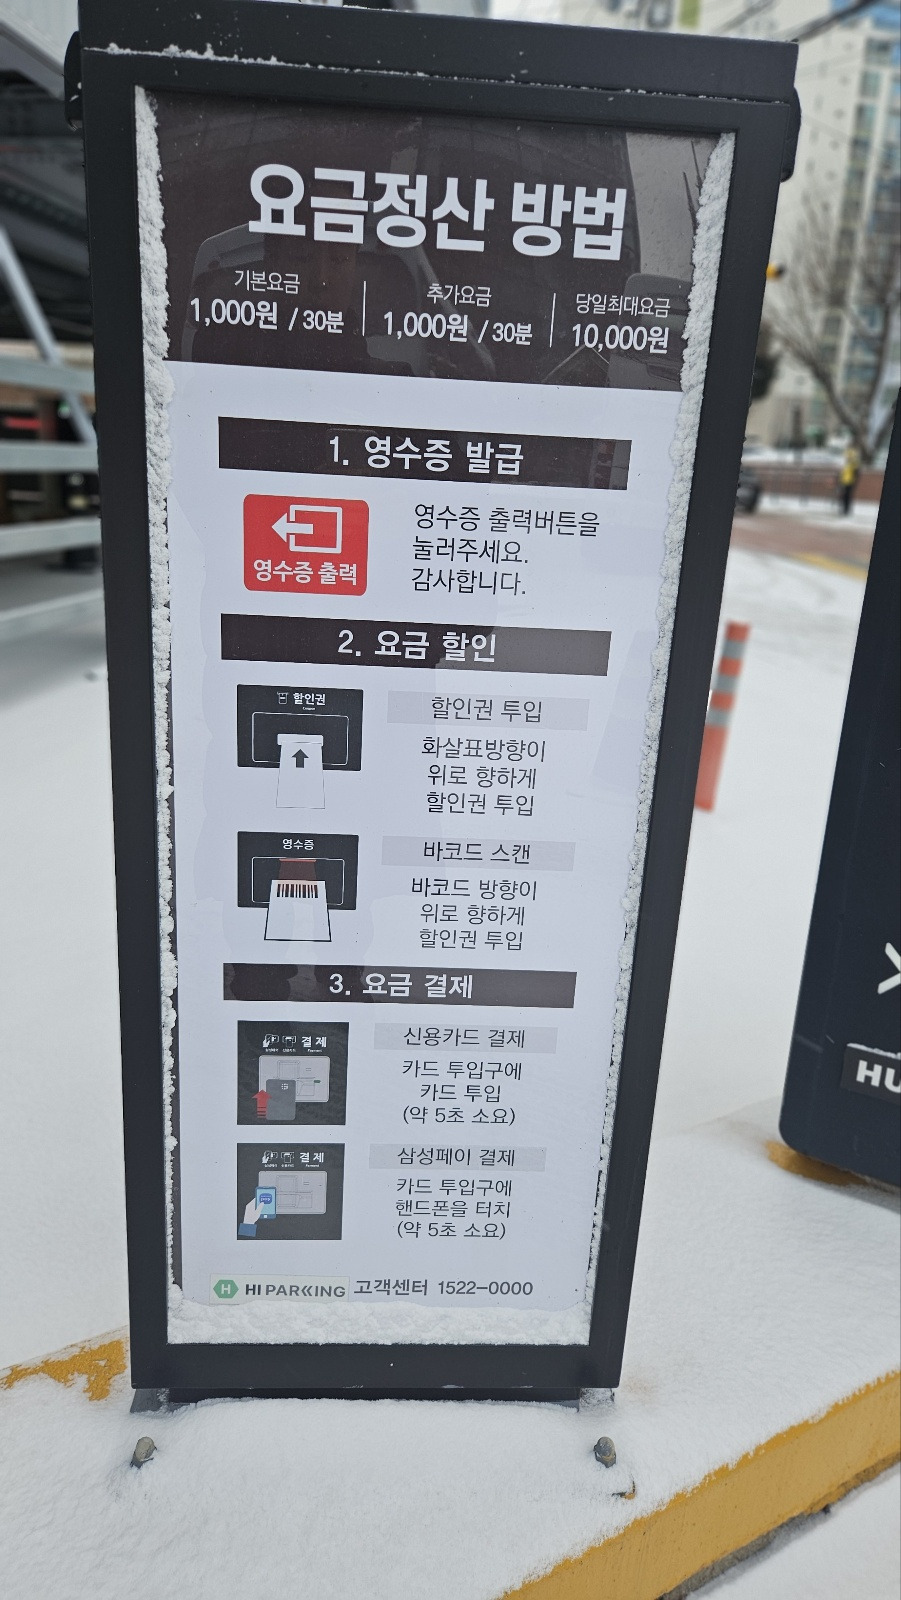 요금정산 방법
기본요금
1,000원 / 30분
추가요금
1,000원 / 30분
당일최대요금
10,000원
1. 영수증 발급
영수증 출력
영수증 출력버튼을
눌러주세요.
감사합니다.
2. 요금 할인
할인권
할인권 투입
화살표방향이
위로 향하게
할인권 투입
영수증
바코드 스캔
바코드 방향이
위로 향하게
할인권 투입
3. 요금 결제
결제
신용카드 결제
카드 투입구에
카드 투입
(약 5초 소요)
결제
삼성페이 결제
카드 투입구에
핸드폰을 터치
(약 5초 소요)
H HI PARKING 고객센터 1522-0000
HU